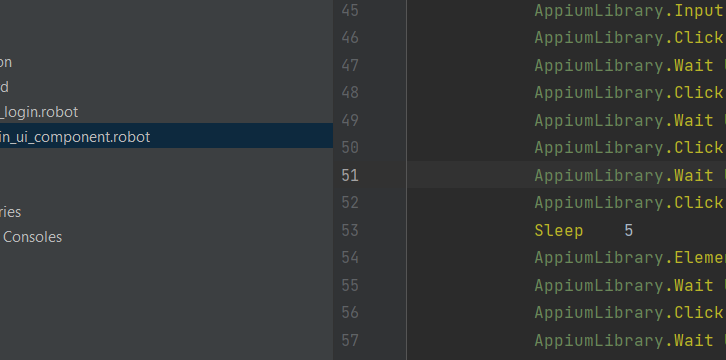 on
d
_login.robot
in_ui_component.robot
ries
Consoles
45 AppiumLibrary.Input
46 AppiumLibrary.Click
47 AppiumLibrary.Wait
48 AppiumLibrary.Click
49 AppiumLibrary.Wait
50 AppiumLibrary.Click
51 AppiumLibrary.Wait
52 AppiumLibrary.Click
53 Sleep 5
54 AppiumLibrary.Eleme
55 AppiumLibrary.Wait
56 AppiumLibrary.Click
57 AppiumLibrary.Wait